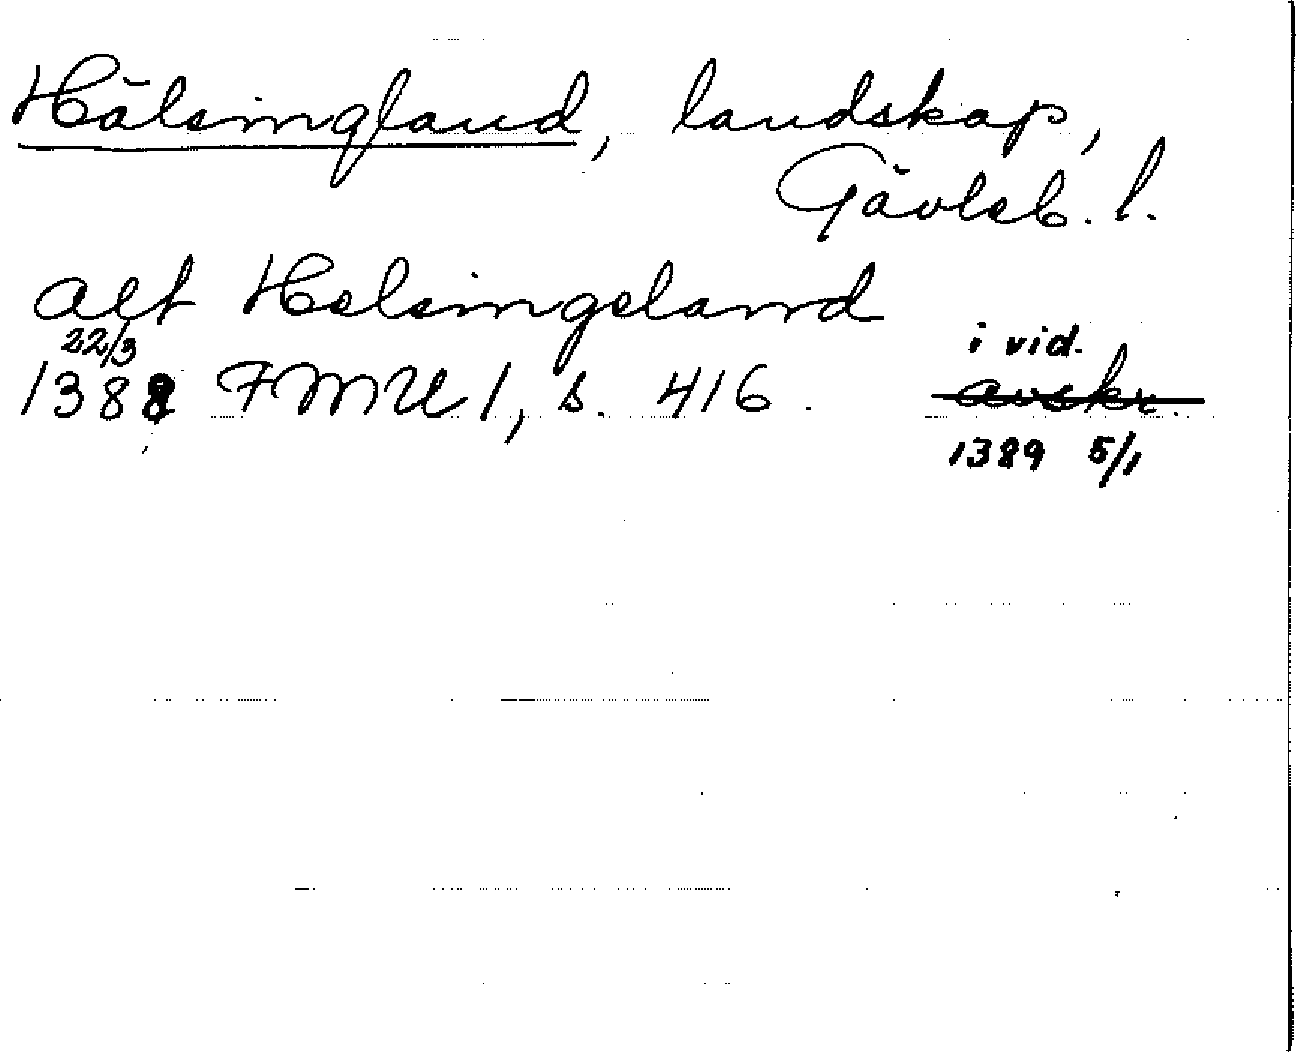 Hälsingland, landskap,
Gävleb. l.
alt Helsingeland
22/3 i vid.
1388 FMU 1, s. 416. avskr.
1389 5/1